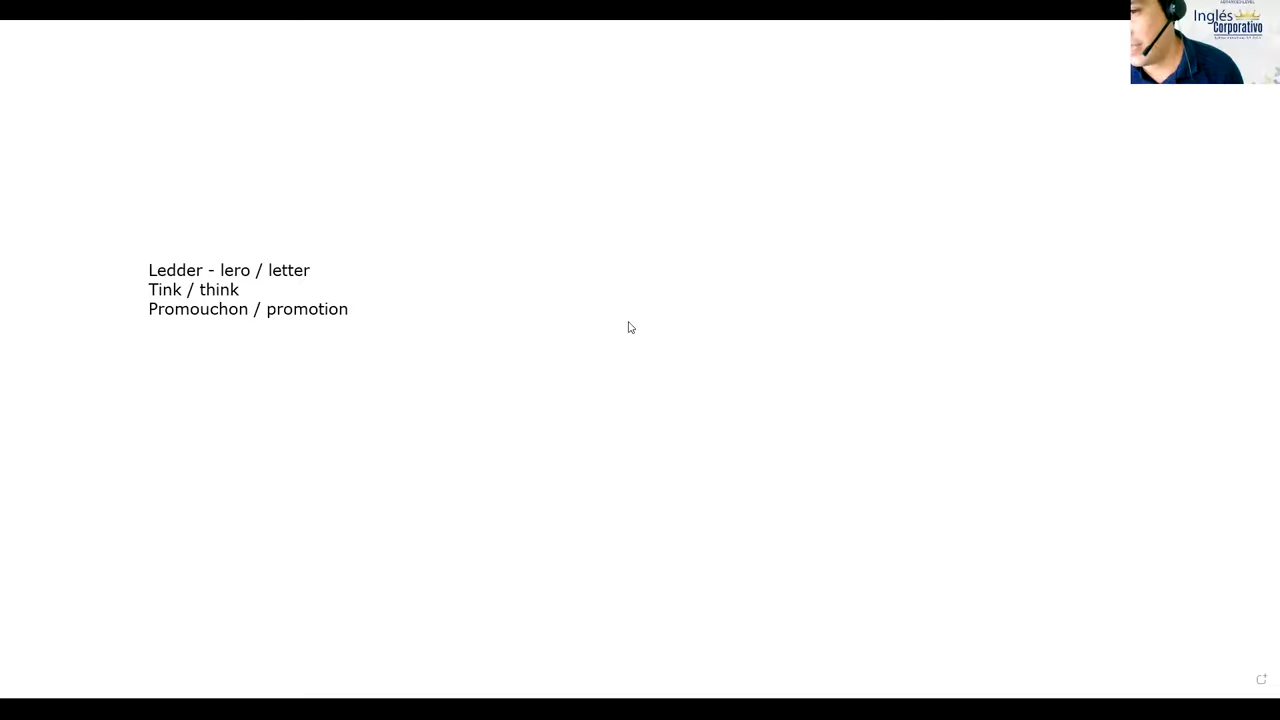 Inglés
Corporativo
Ledder - lero / letter
Tink / think
Promouchon / promotion